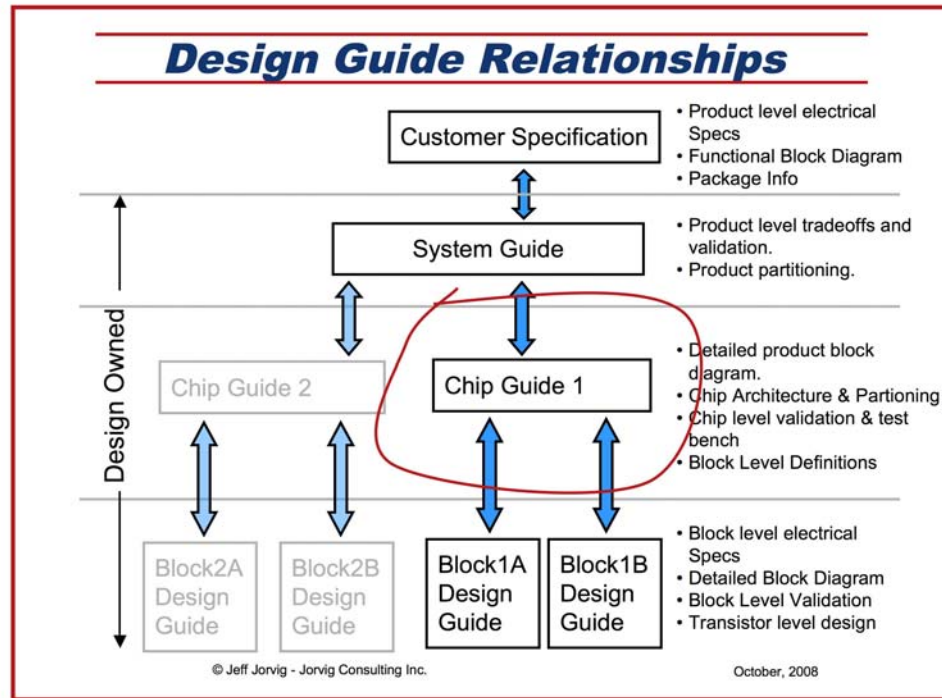 Design Guide Relationships
Customer Specification
• Product level electrical
Specs
• Functional Block Diagram
• Package Info
System Guide
• Product level tradeoffs and
validation.
• Product partitioning.
Design Owned
Chip Guide 2
Chip Guide 1
• Detailed product block
diagram.
• Chip Architecture & Partioning
• Chip level validation & test
bench
• Block Level Definitions
Block2A
Design
Guide
Block2B
Design
Guide
Block1A
Design
Guide
Block1B
Design
Guide
• Block level electrical
Specs
• Detailed Block Diagram
• Block Level Validation
• Transistor level design
© Jeff Jorvig - Jorvig Consulting Inc.
October, 2008